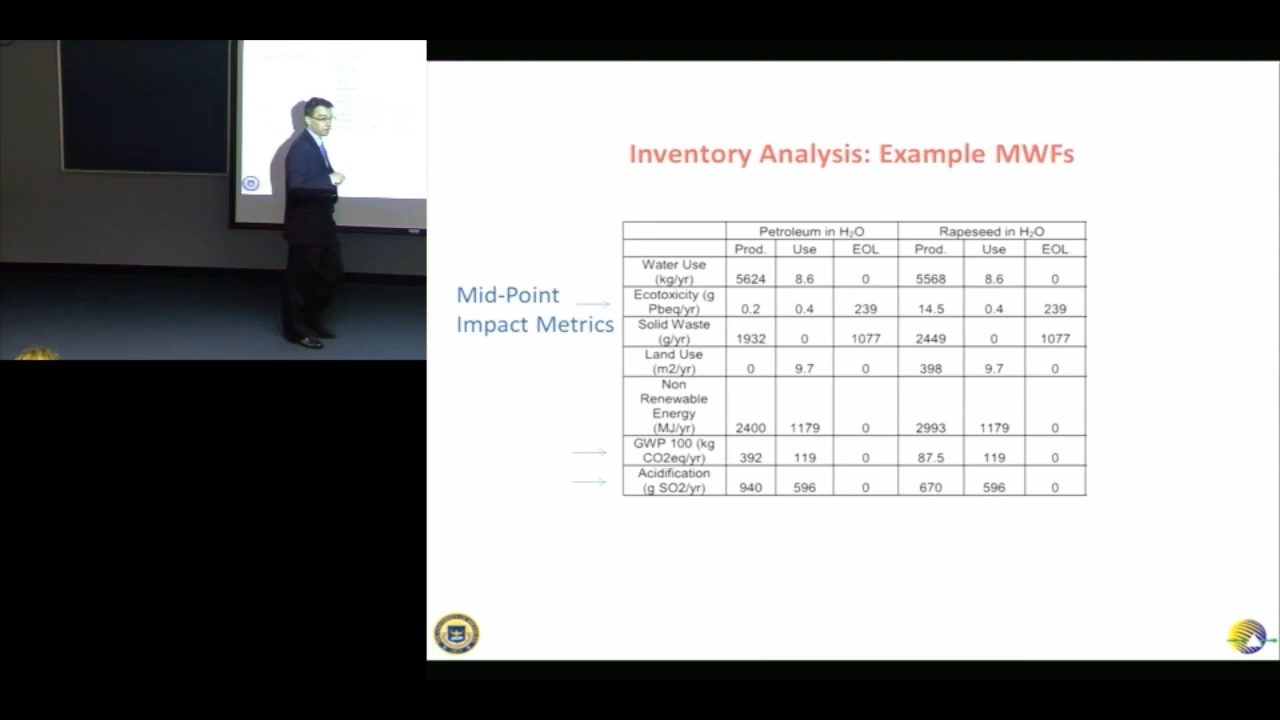 Inventory Analysis: Example MWFs
Mid-Point
Impact Metrics
Petroleum in H₂O Rapeseed in H₂O
Prod. Use EOL Prod. Use EOL
Water Use
(kg/yr) 5624 8.6 0 5568 8.6 0
Ecotoxicity (g
Pbeq/yr) 0.2 0.4 239 14.5 0.4 239
Solid Waste
(g/yr) 1932 0 1077 2449 0 1077
Land Use
(m2/yr) 0 9.7 0 398 9.7 0
Non
Renewable
Energy
(MJ/yr) 2400 1179 0 2993 1179 0
GWP 100 (kg
CO2eq/yr) 392 119 0 87.5 119 0
Acidification
(g SO2/yr) 940 596 0 670 596 0